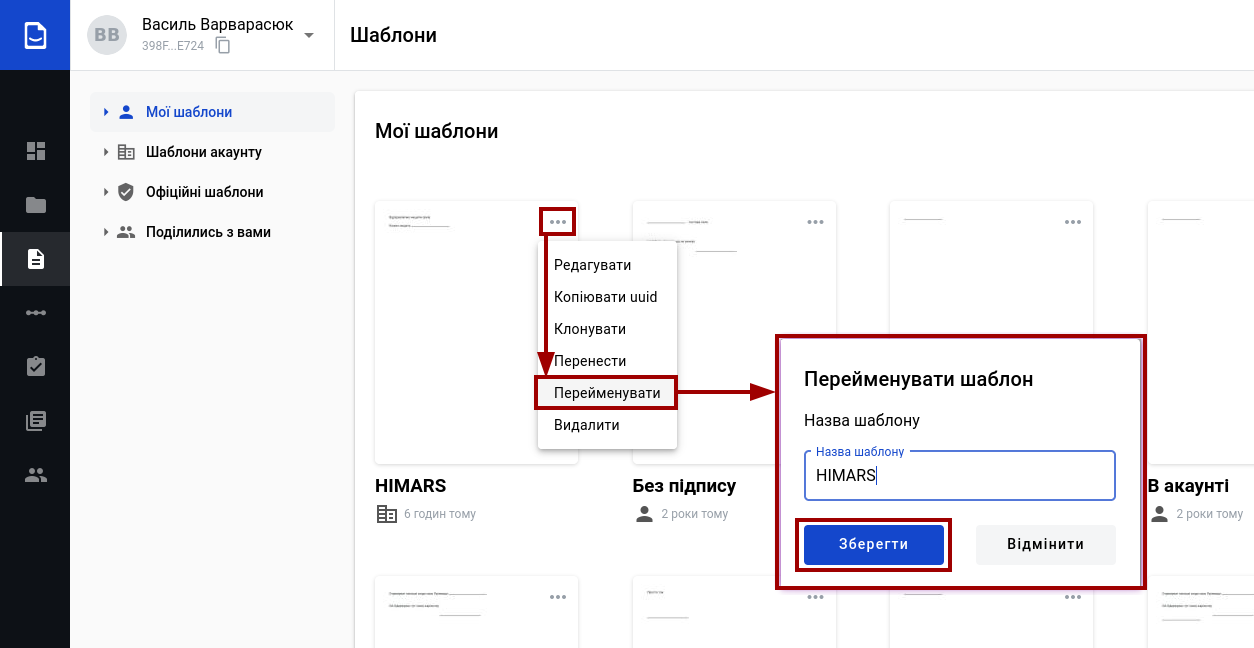 BB
Василь Варварасюк
398F...E724
Шаблони
Мої шаблони
Шаблони акаунту
Офіційні шаблони
Поділились з вами
Мої шаблони
Редагувати
Копіювати uuid
Клонувати
Перенести
Перейменувати
Видалити
HIMARS
6 годин тому
Без підпису
2 роки тому
В акаунті
2 роки тому
Перейменувати шаблон
Назва шаблону
Назва шаблону
HIMARS
Зберегти
Відмінити